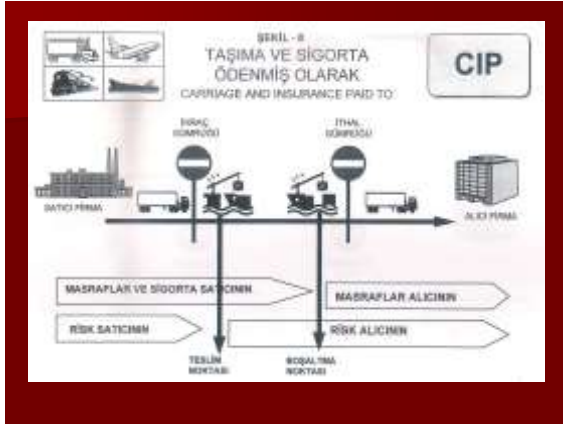 ŞEKİL - 8
TAŞIMA VE SİGORTA
ÖDENMİŞ OLARAK
CARRIAGE AND INSURANCE PAID TO
CIP
İHRAÇ
GÜMRÜĞÜ
İTHAL
GÜMRÜĞÜ
SATICI FİRMA
ALICI FİRMA
MASRAFLAR VE SİGORTA SATICININ
MASRAFLAR ALICININ
RİSK SATICININ
RİSK ALICININ
TESLİM
NOKTASI
BOŞALTMA
NOKTASI